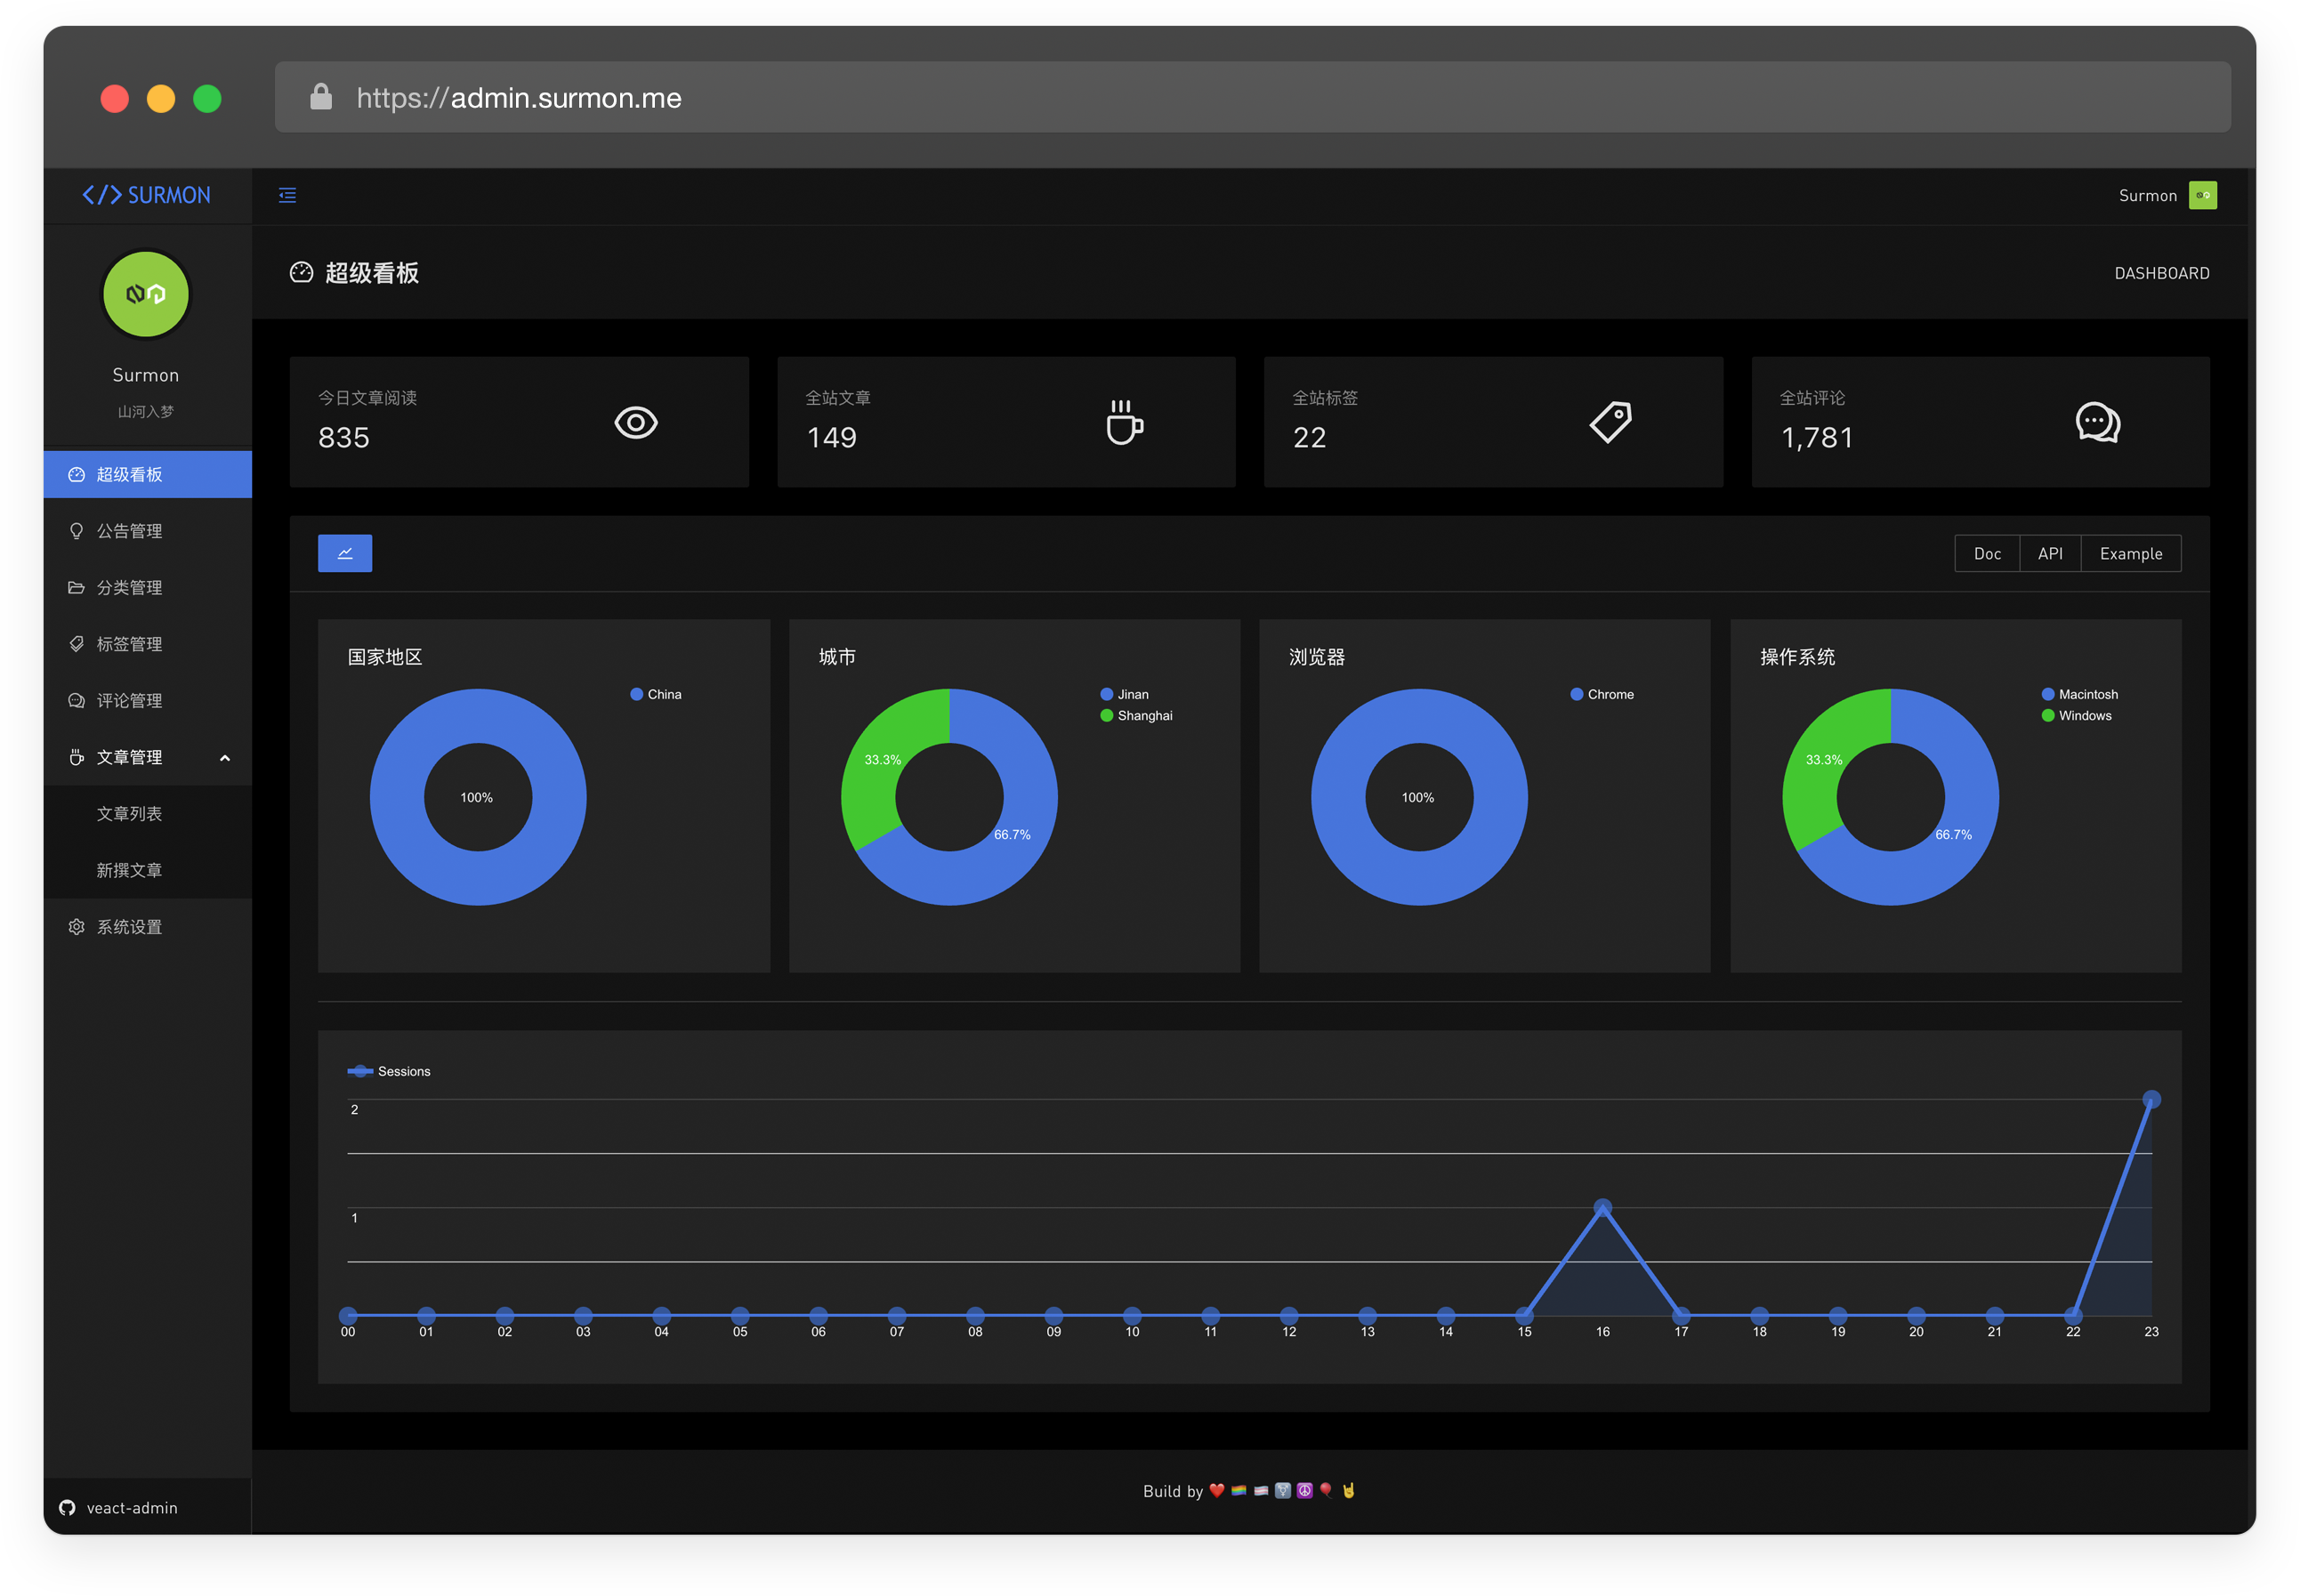 https://admin.surmon.me
</> SURMON
Surmon
Surmon
山河入梦
超级看板
公告管理
分类管理
标签管理
评论管理
文章管理
文章列表
新撰文章
系统设置
veact-admin
超级看板
DASHBOARD
今日文章阅读
835
全站文章
149
全站标签
22
全站评论
1,781
Doc
API
Example
国家地区
China
100%
城市
Jinan
Shanghai
33.3%
66.7%
浏览器
Chrome
100%
操作系统
Macintosh
Windows
33.3%
66.7%
Sessions
2
1
00 01 02 03 04 05 06 07 08 09 10 11 12 13 14 15 16 17 18 19 20 21 22 23
Build by ❤️ 🏳️‍🌈 🏳️‍⚧️ ⚧️ ☮️ 🎈 🤘